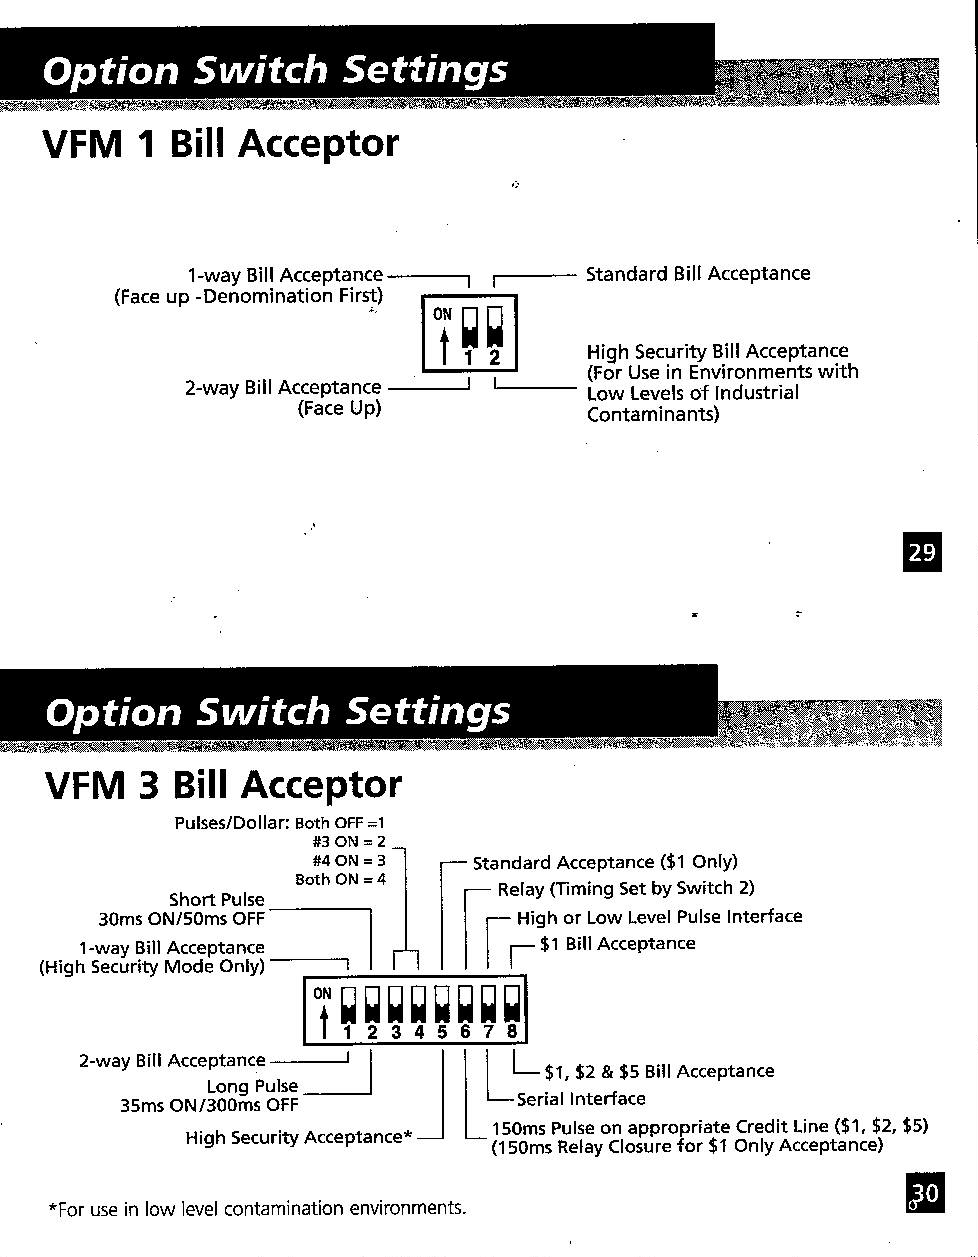 Option Switch Settings
VFM 1 Bill Acceptor
1-way Bill Acceptance
(Face up -Denomination First)
Standard Bill Acceptance
ON
1 2
High Security Bill Acceptance
(For Use in Environments with
Low Levels of Industrial
Contaminants)
2-way Bill Acceptance
(Face Up)
29
Option Switch Settings
VFM 3 Bill Acceptor
Pulses/Dollar: Both OFF =1
#3 ON = 2
#4 ON = 3
Both ON = 4
Standard Acceptance ($1 Only)
Relay (Timing Set by Switch 2)
Short Pulse
30ms ON/50ms OFF
High or Low Level Pulse Interface
1-way Bill Acceptance
(High Security Mode Only)
$1 Bill Acceptance
ON
1 2 3 4 5 6 7 8
2-way Bill Acceptance
$1, $2 & $5 Bill Acceptance
Long Pulse
35ms ON/300ms OFF
Serial Interface
High Security Acceptance*
150ms Pulse on appropriate Credit Line ($1, $2, $5)
(150ms Relay Closure for $1 Only Acceptance)
*For use in low level contamination environments.
30